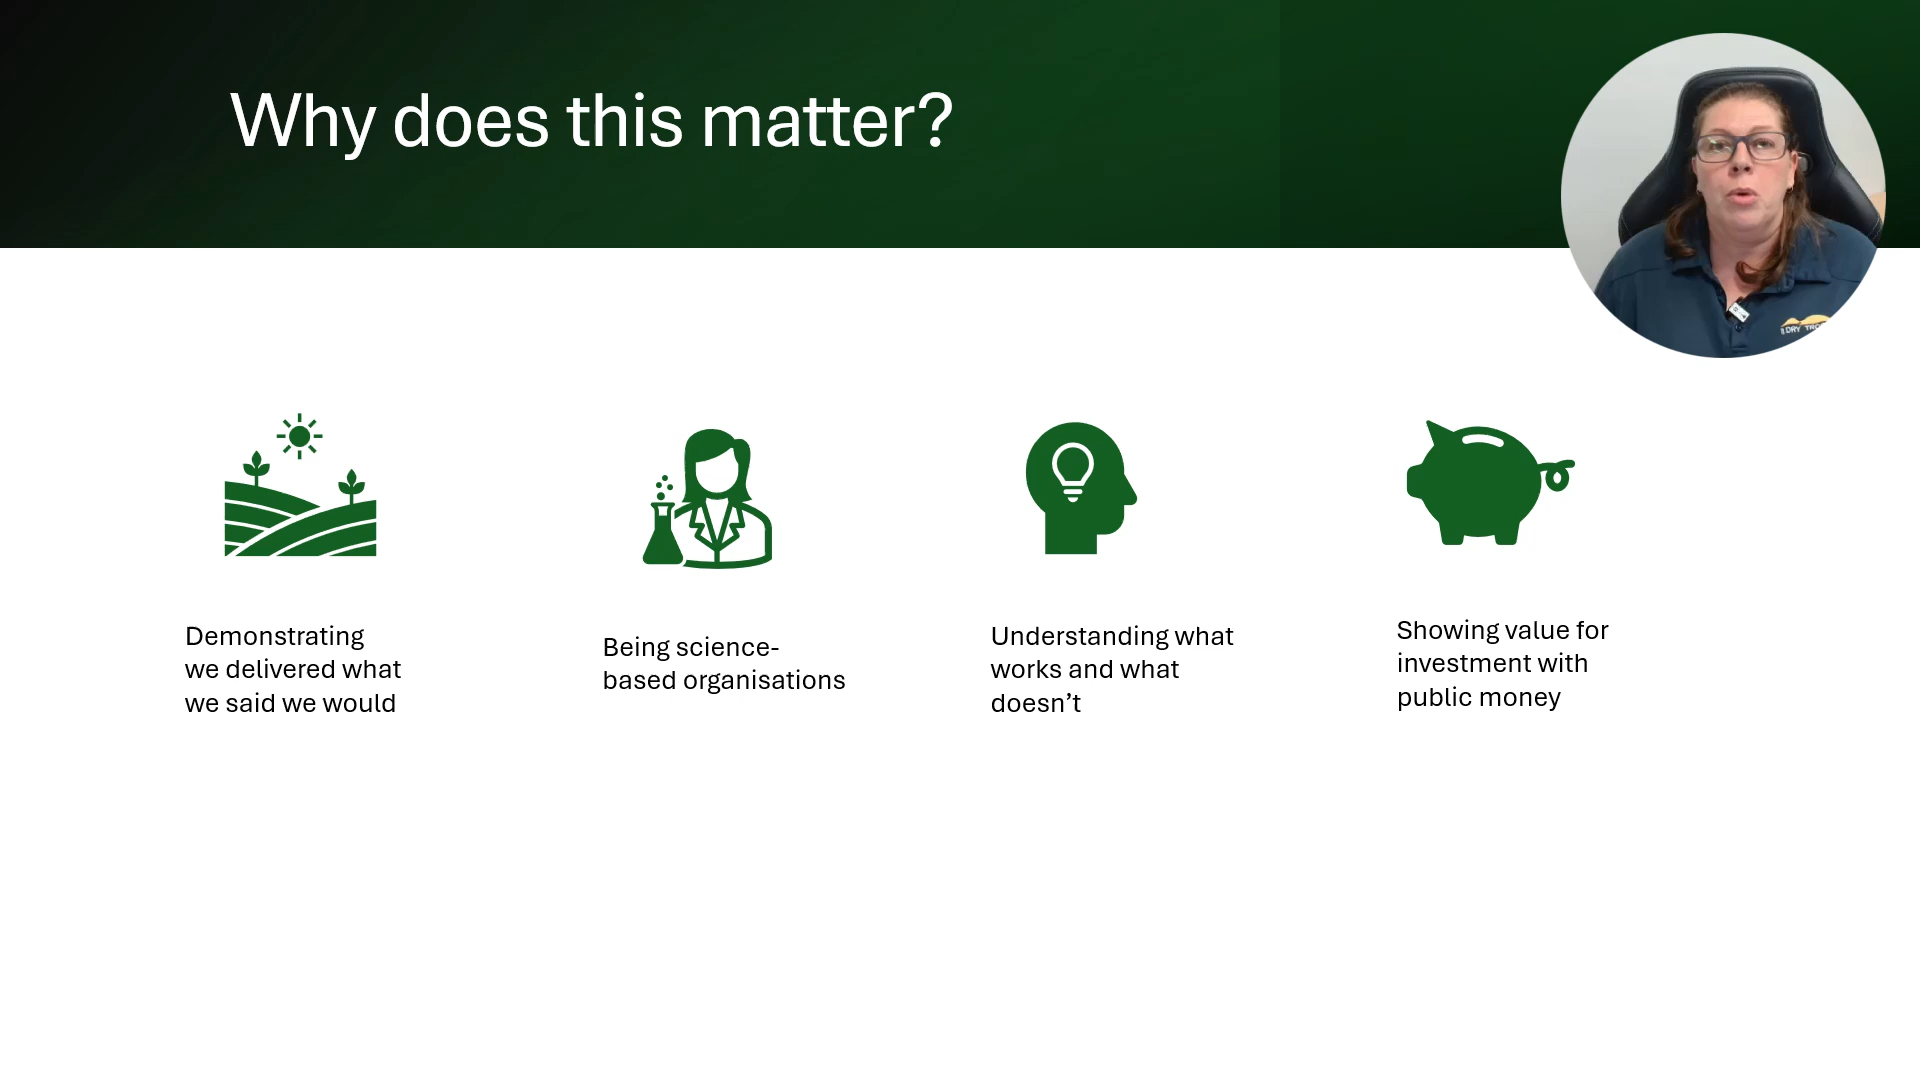 Why does this matter?
Demonstrating
we delivered what
we said we would
Being science-
based organisations
Understanding what
works and what
doesn’t
Showing value for
investment with
public money
DRY